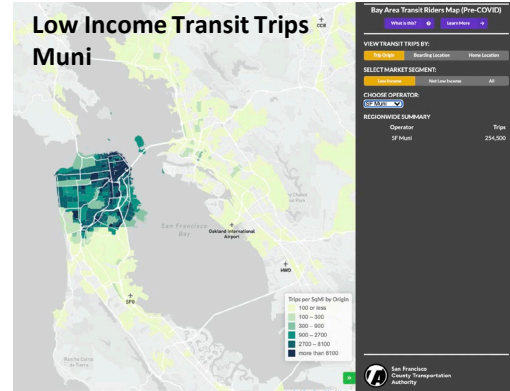 Low Income Transit Trips
Muni
CCR
San Francisco
Bay
Oakland International
Airport
HWD
SFO
Trips per SqMi by Origin
100 or less
100 – 300
300 – 900
900 – 2700
2700 – 8100
more than 8100
»
Bay Area Transit Riders Map (Pre-COVID)
What is this?
Learn More →
VIEW TRANSIT TRIPS BY:
Trip Origin Boarding Location Home Location
SELECT MARKET SEGMENT:
Low Income Not Low Income All
CHOOSE OPERATOR:
SF Muni
REGIONWIDE SUMMARY
Operator Trips
SF Muni 254,500
San Francisco
County Transportation
Authority